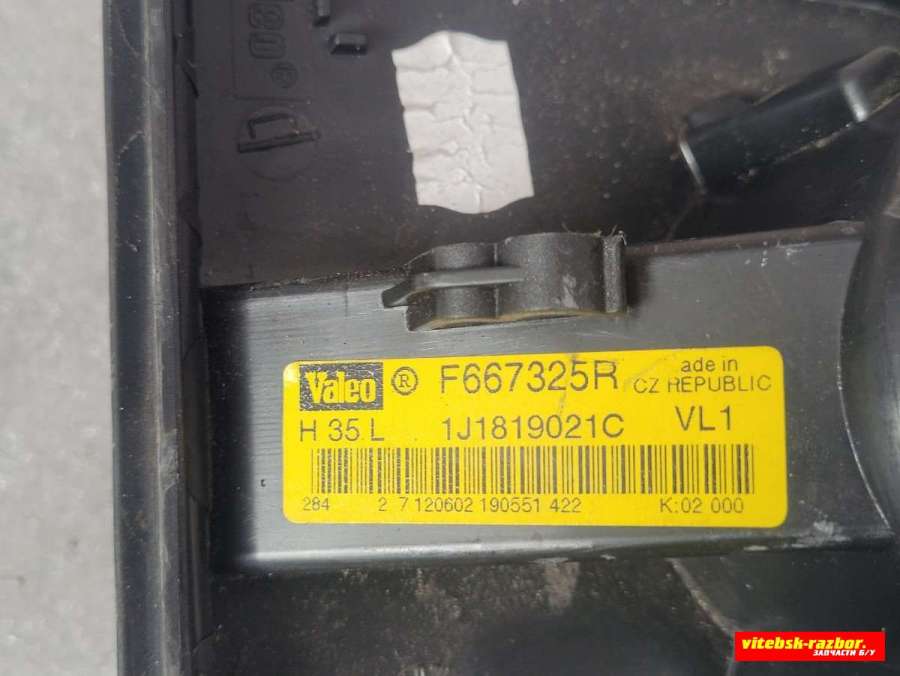 Valeo ® F667325R ade in
CZ REPUBLIC
H 35 L 1J1819021C VL1
284 2 7 120602 190551 422 K:02 000
vitebsk-razbor.
ЗАПЧАСТИ Б/У